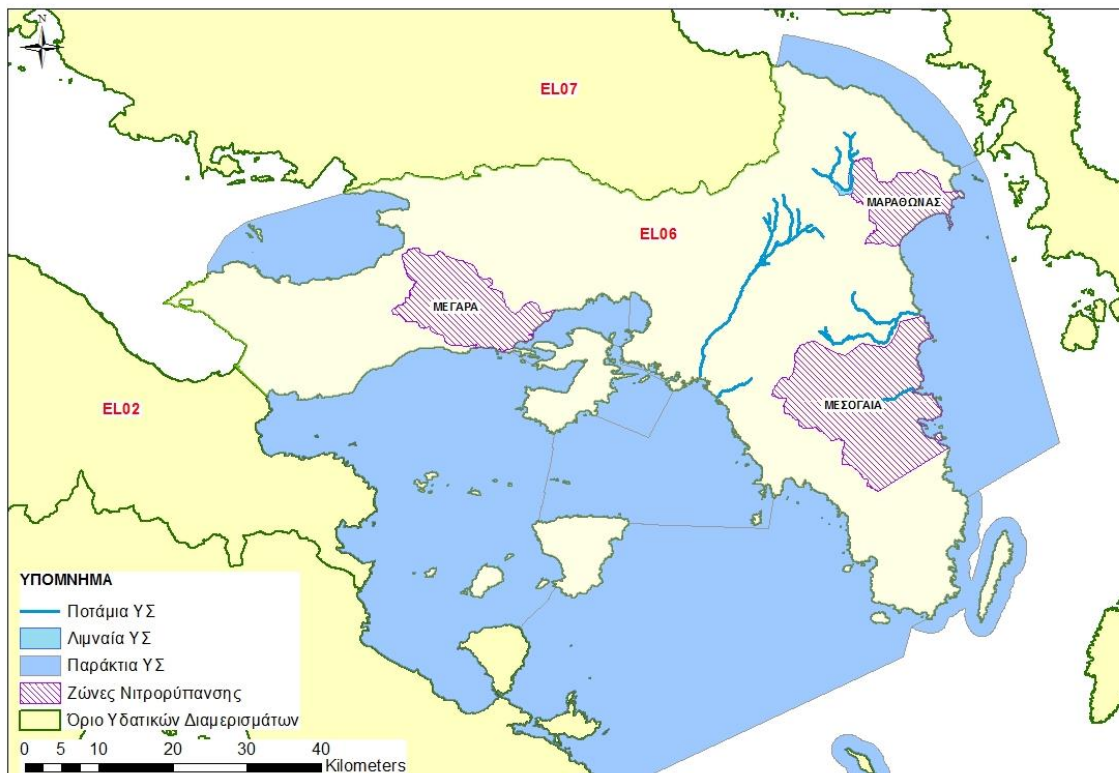 N
EL07
ΜΑΡΑΘΩΝΑΣ
EL06
ΜΕΓΑΡΑ
EL02
ΜΕΣΟΓΑΙΑ
ΥΠΟΜΝΗΜΑ
Ποτάμια ΥΣ
Λιμναία ΥΣ
Παράκτια ΥΣ
Ζώνες Νιτρορύπανσης
Όριο Υδατικών Διαμερισμάτων
0 5 10 20 30 40
Kilometers